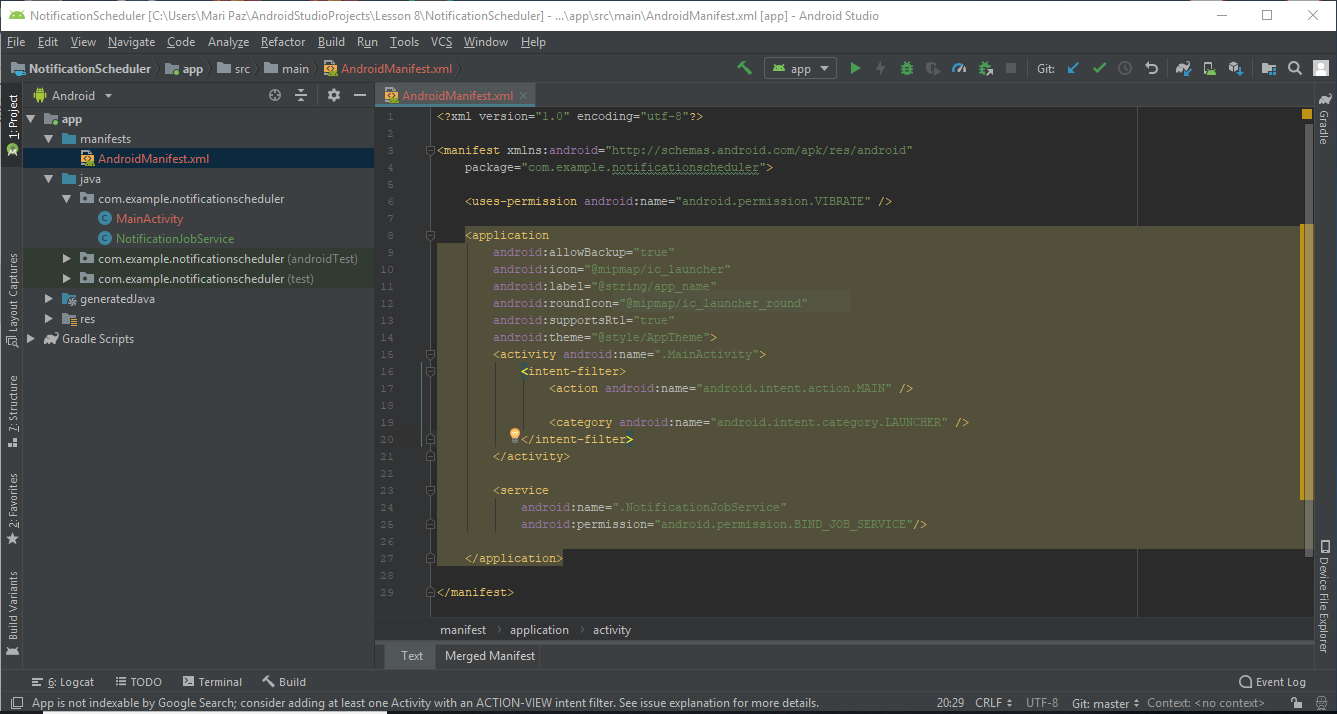 NotificationScheduler [C:\Users\Mari Paz\AndroidStudioProjects\Lesson 8\NotificationScheduler] - ...\app\src\main\AndroidManifest.xml [app] - Android Studio
File Edit View Navigate Code Analyze Refactor Build Run Tools VCS Window Help
NotificationScheduler app src main AndroidManifest.xml app Git:
1: Project
Layout Captures
7: Structure
2: Favorites
Build Variants
Android
app
manifests
AndroidManifest.xml
java
com.example.notificationscheduler
MainActivity
NotificationJobService
com.example.notificationscheduler (androidTest)
com.example.notificationscheduler (test)
generatedJava
res
Gradle Scripts
AndroidManifest.xml
1 <?xml version="1.0" encoding="utf-8"?>
2
3 <manifest xmlns:android="http://schemas.android.com/apk/res/android"
4 package="com.example.notificationscheduler">
5
6 <uses-permission android:name="android.permission.VIBRATE" />
7
8 <application
9 android:allowBackup="true"
10 android:icon="@mipmap/ic_launcher"
11 android:label="@string/app_name"
12 android:roundIcon="@mipmap/ic_launcher_round"
13 android:supportsRtl="true"
14 android:theme="@style/AppTheme">
15 <activity android:name=".MainActivity">
16 <intent-filter>
17 <action android:name="android.intent.action.MAIN" />
18
19 <category android:name="android.intent.category.LAUNCHER" />
20 </intent-filter>
21 </activity>
22
23 <service
24 android:name=".NotificationJobService"
25 android:permission="android.permission.BIND_JOB_SERVICE"/>
26
27 </application>
28
29 </manifest>
manifest application activity
Text Merged Manifest
Gradle
Device File Explorer
6: Logcat TODO Terminal Build Event Log
App is not indexable by Google Search; consider adding at least one Activity with an ACTION-VIEW intent filter. See issue explanation for more details. 20:29 CRLF UTF-8 Git: master Context: <no context>